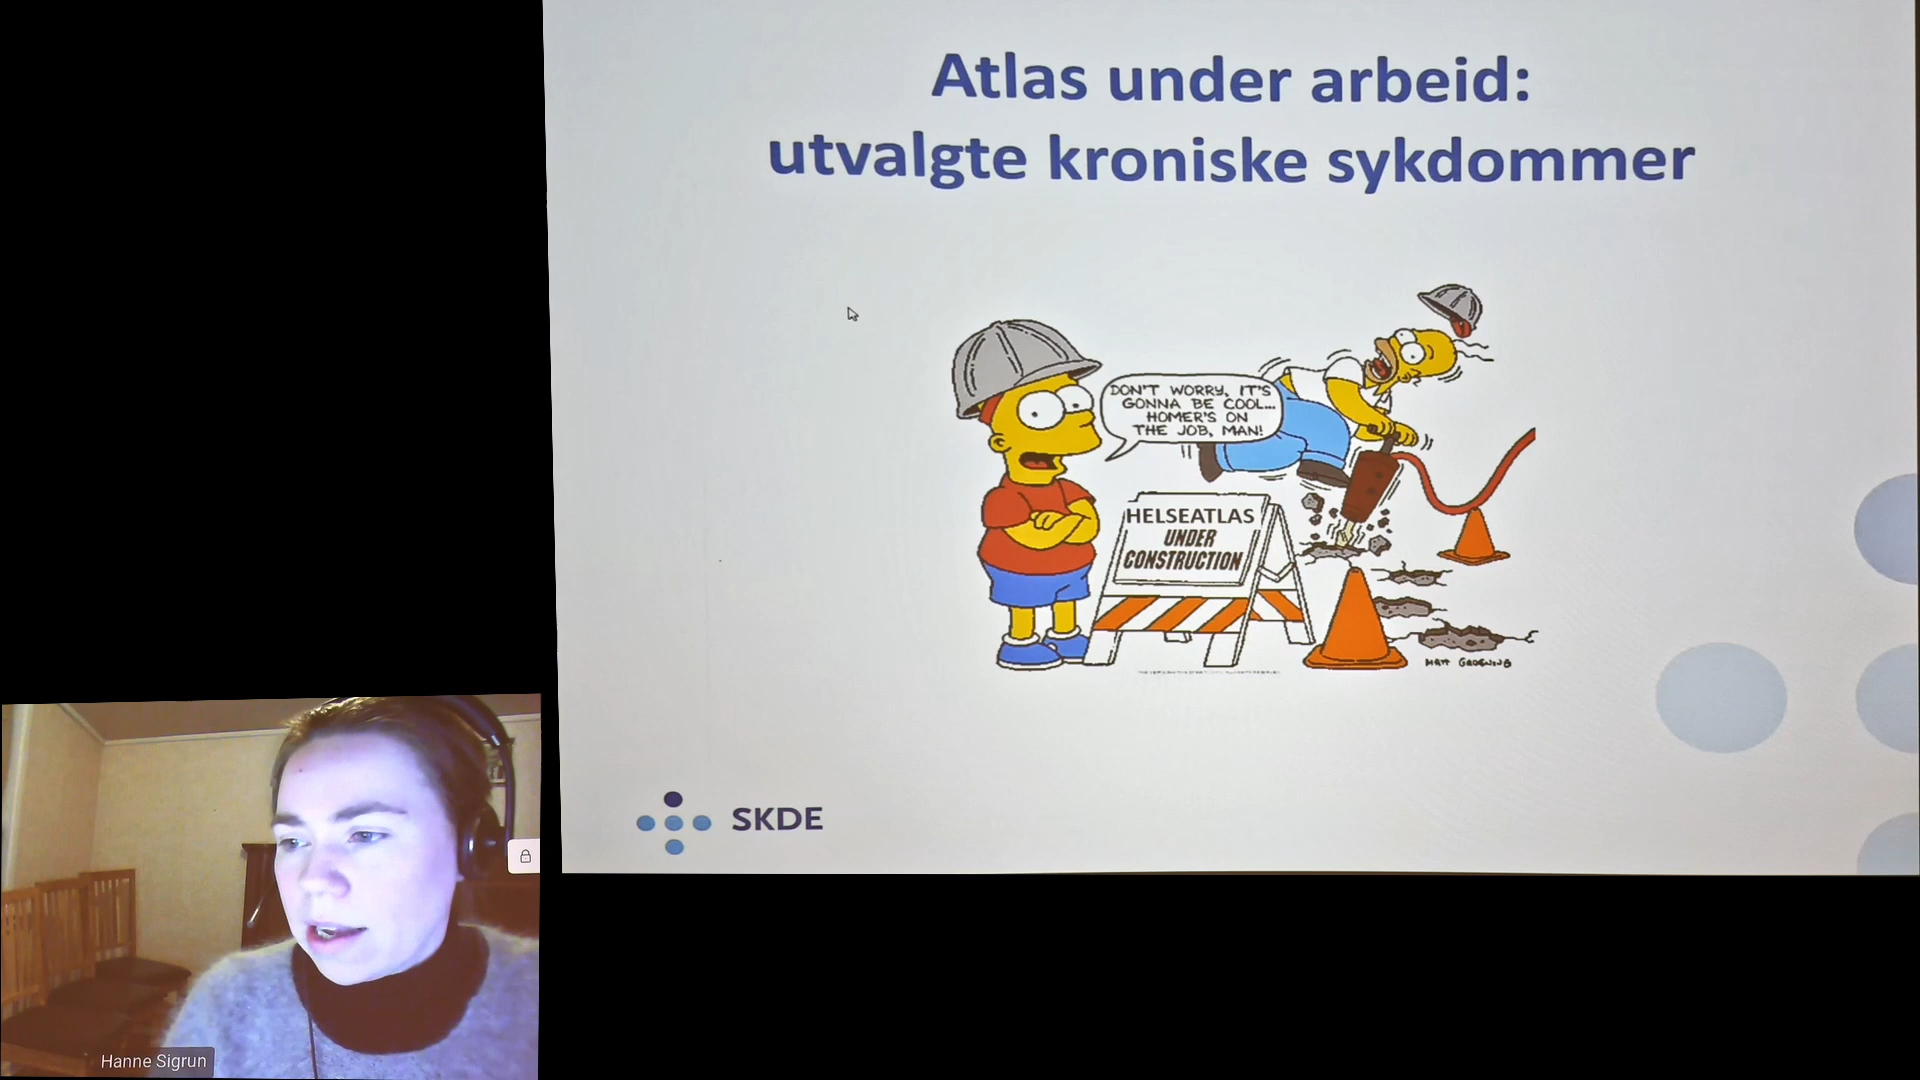 Atlas under arbeid:
utvalgte kroniske sykdommer
DON'T WORRY, IT'S
GONNA BE COOL...
HOMER'S ON
THE JOB, MAN!
HELSEATLAS
UNDER
CONSTRUCTION
MATT GROENING
SKDE
Hanne Sigrun